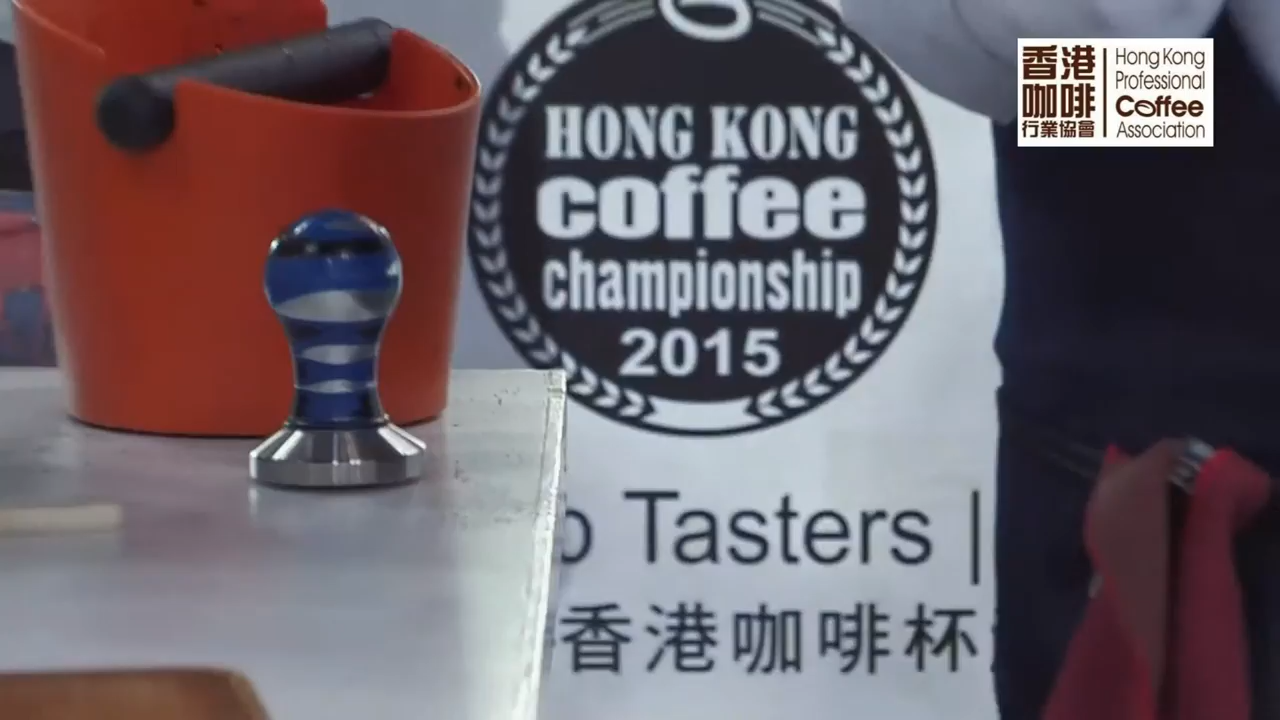 HONG KONG
coffee
championship
2015
Tasters |
香港咖啡杯
香港
咖啡
行業協會
Hong Kong
Professional
Coffee
Association